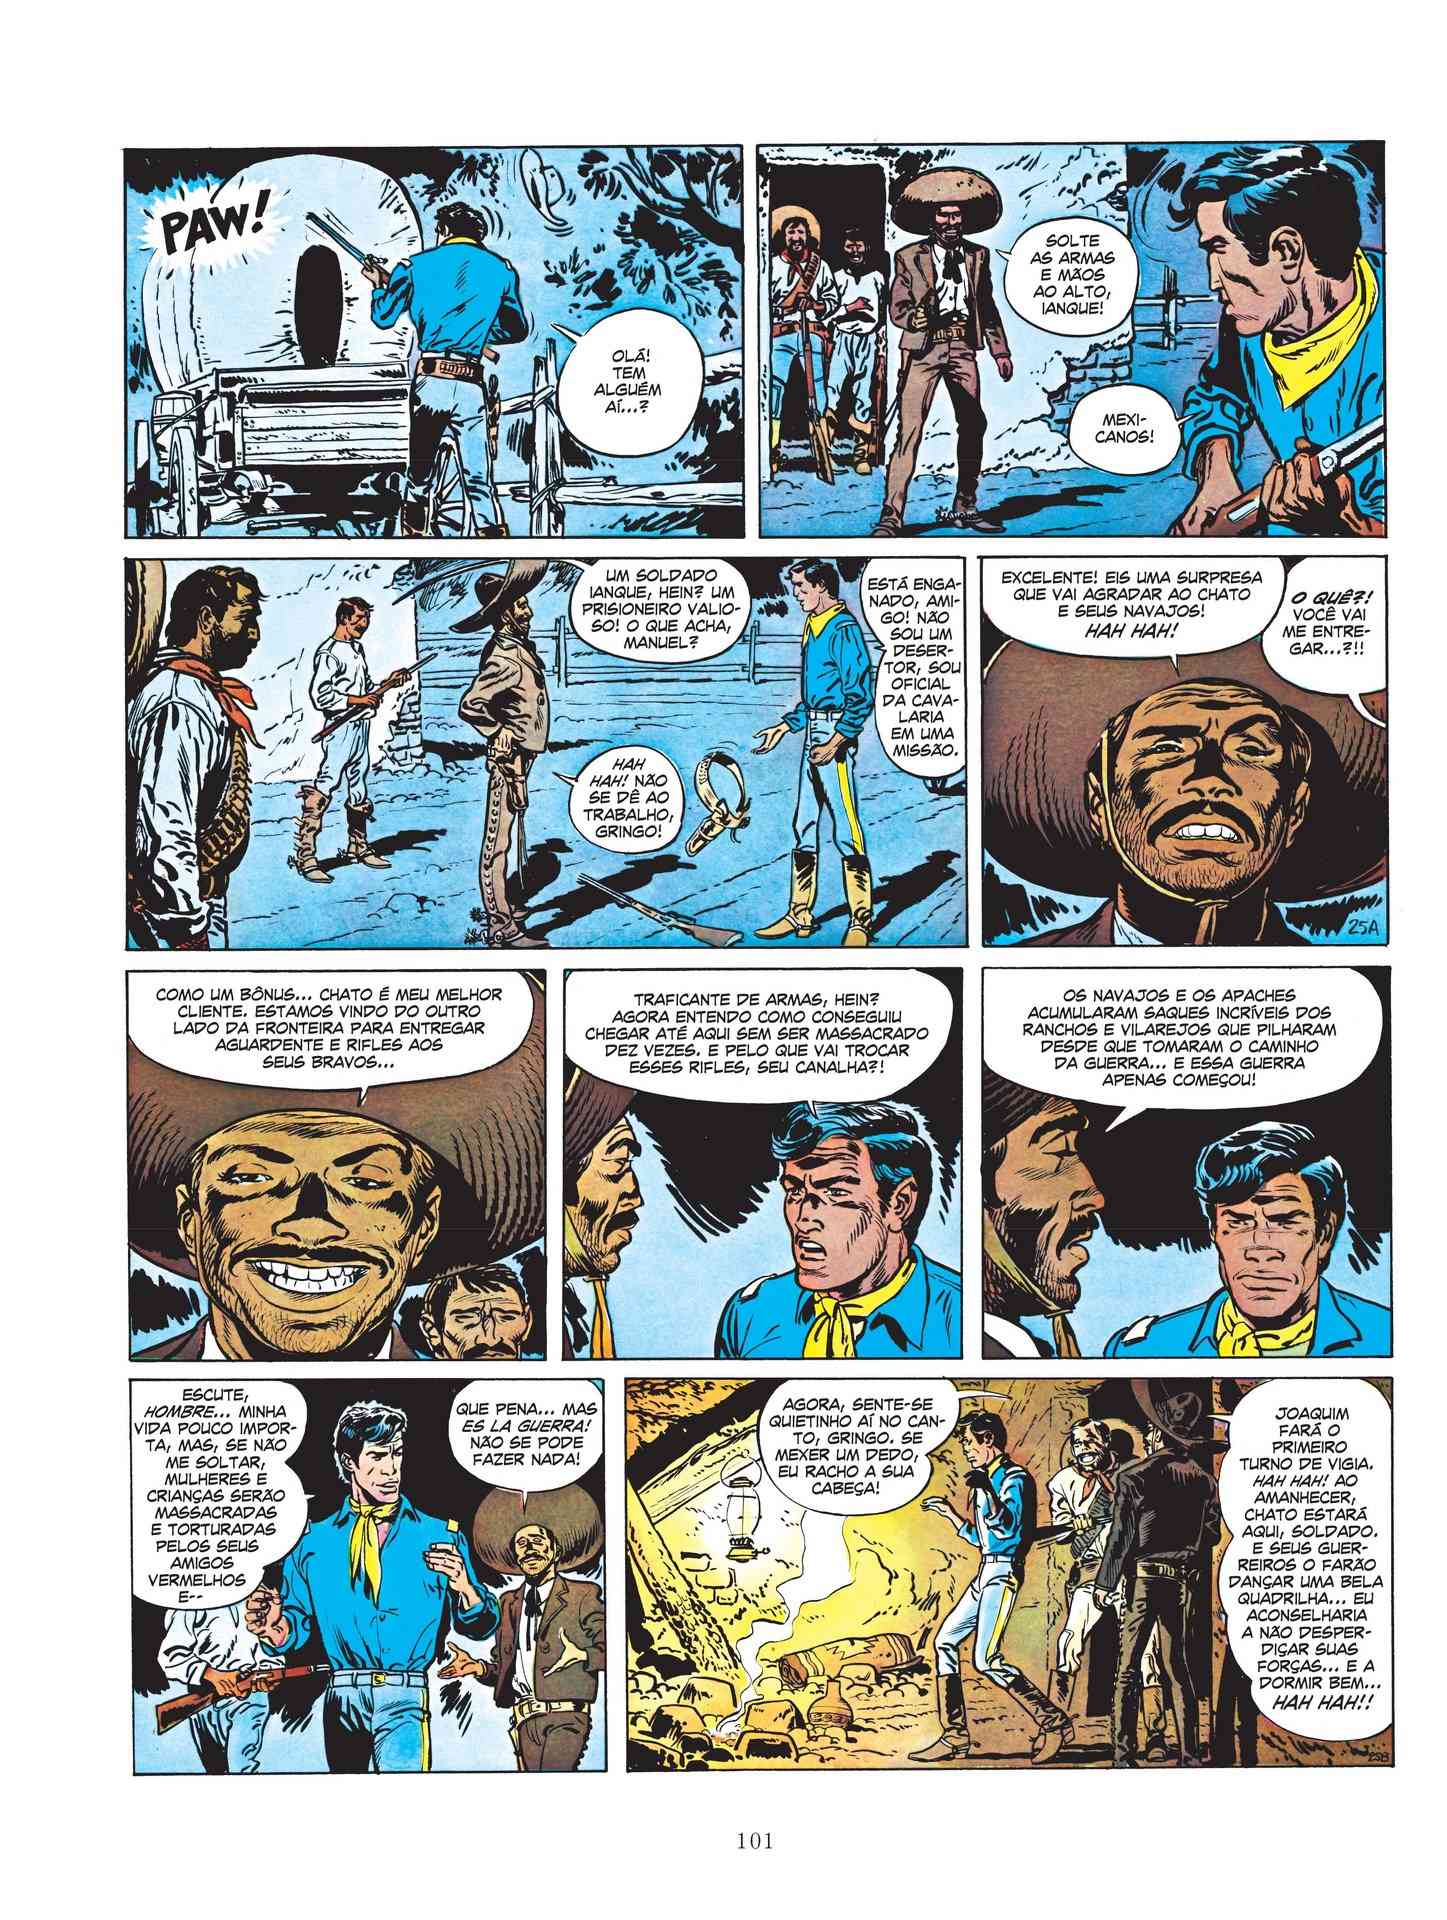 PAW!
OLÁ!
TEM
ALGUÉM
AÍ...?
SOLTE
AS ARMAS
E MÃOS
AO ALTO,
IANQUE!
MEXI-
CANOS!
UM SOLDADO
IANQUE, HEIN? UM
PRISIONEIRO VALIO-
SO! O QUE ACHA,
MANUEL?
ESTÁ ENGA-
NADO, AMI-
GO! NÃO
SOU UM
DESER-
TOR, SOU
OFICIAL
DA CAVA-
LARIA
EM UMA
MISSÃO.
HAH
HAH! NÃO
SE DÊ AO
TRABALHO,
GRINGO!
EXCELENTE! EIS UMA SURPRESA
QUE VAI AGRADAR AO CHATO
E SEUS NAVAJOS!
HAH HAH!
O QUÊ?!
VOCÊ VAI
ME ENTRE-
GAR...?!!
25A
COMO UM BÔNUS... CHATO É MEU MELHOR
CLIENTE. ESTAMOS VINDO DO OUTRO
LADO DA FRONTEIRA PARA ENTREGAR
AGUARDENTE E RIFLES AOS
SEUS BRAVOS...
TRAFICANTE DE ARMAS, HEIN?
AGORA ENTENDO COMO CONSEGUIU
CHEGAR ATÉ AQUI SEM SER MASSACRADO
DEZ VEZES. E PELO QUE VAI TROCAR
ESSES RIFLES, SEU CANALHA?!
OS NAVAJOS E OS APACHES
ACUMULARAM SAQUES INCRÍVEIS DOS
RANCHOS E VILAREJOS QUE PILHARAM
DESDE QUE TOMARAM O CAMINHO
DA GUERRA... E ESSA GUERRA
APENAS COMEÇOU!
ESCUTE,
HOMBRE... MINHA
VIDA POUCO IMPOR-
TA, MAS, SE NÃO
ME SOLTAR,
MULHERES E
CRIANÇAS SERÃO
MASSACRADAS
E TORTURADAS
PELOS SEUS
AMIGOS
VERMELHOS
E--
QUE PENA... MAS
ES LA GUERRA!
NÃO SE PODE
FAZER NADA!
AGORA, SENTE-SE
QUIETINHO AÍ NO CAN-
TO, GRINGO. SE
MEXER UM DEDO,
EU RACHO A SUA
CABEÇA!
JOAQUIM
FARÁ O
PRIMEIRO
TURNO DE VIGIA.
HAH HAH! AO
AMANHECER,
CHATO ESTARÁ
AQUI, SOLDADO.
E SEUS GUER-
REIROS O FARÃO
DANÇAR UMA BELA
QUADRILHA... EU
ACONSELHARIA
A NÃO DESPER-
DIÇAR SUAS
FORÇAS... E A
DORMIR BEM...
HAH HAH!!
25B
101